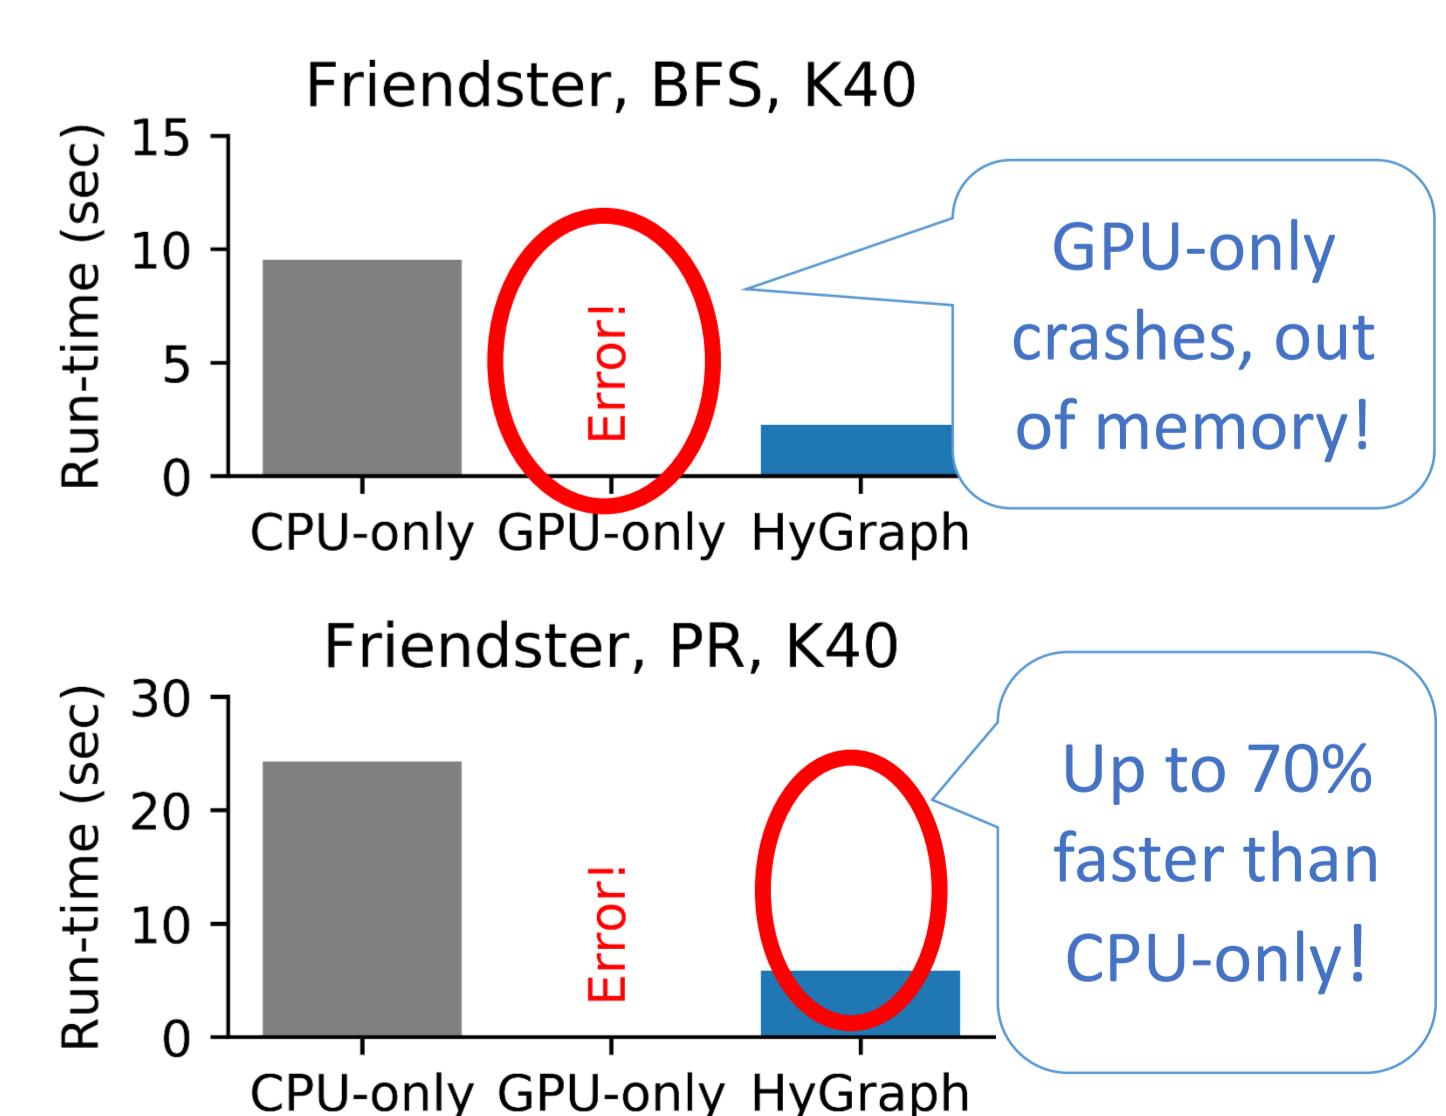 Friendster, BFS, K40
Run-time (sec)
15
10
5
0
Error!
CPU-only GPU-only HyGraph
GPU-only
crashes, out
of memory!
Friendster, PR, K40
Run-time (sec)
30
20
10
0
Error!
CPU-only GPU-only HyGraph
Up to 70%
faster than
CPU-only!